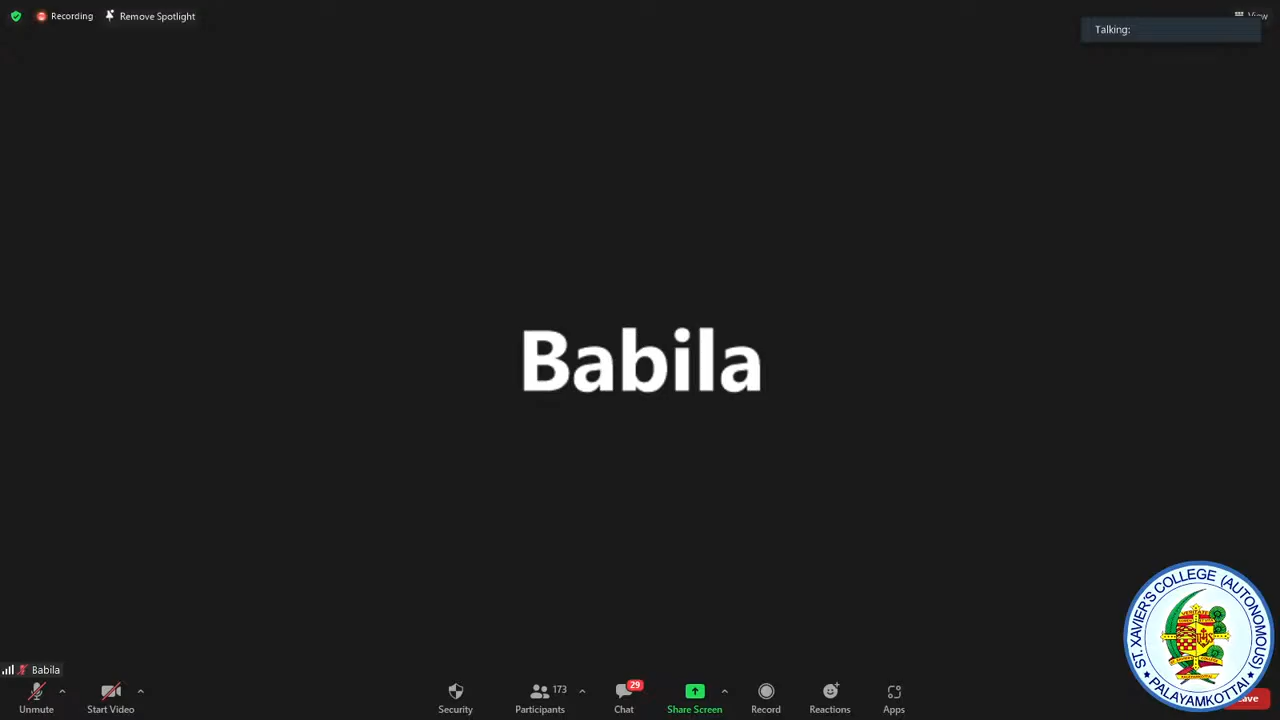 Recording
Remove Spotlight
View
Talking:
Babila
Babila
Unmute
Start Video
Security
Participants
173
Chat
29
Share Screen
Record
Reactions
Apps
ST. XAVIER'S COLLEGE (AUTONOMOUS)
PALAYAMKOTTAI